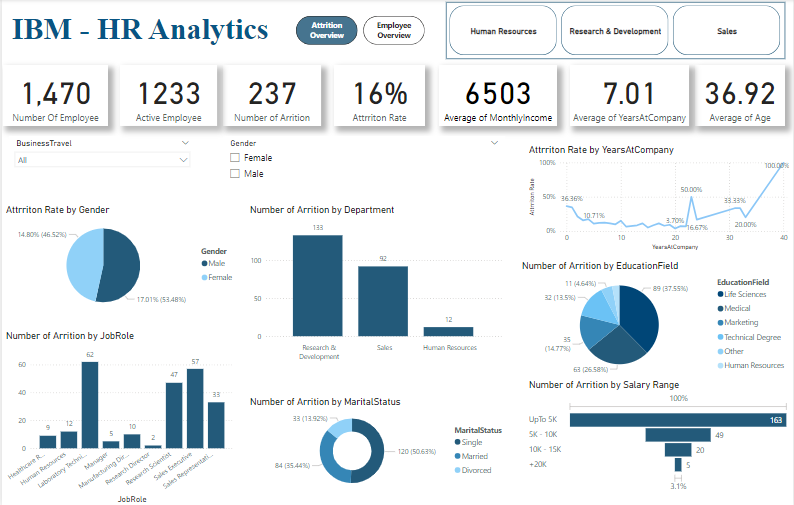 IBM - HR Analytics
Attrition Overview
Employee Overview
Human Resources
Research & Development
Sales
1,470
Number Of Employee
1233
Active Employee
237
Number of Arrition
16%
Attrriton Rate
6503
Average of MonthlyIncome
7.01
Average of YearsAtCompany
36.92
Average of Age
BusinessTravel
All
Gender
Female
Male
Attrriton Rate by YearsAtCompany
Attrriton Rate
100%
50%
0%
36.36%
10.71%
3.70%
50.00%
16.67%
33.33%
20.00%
100.00%
0
10
20
30
40
YearsAtCompany
Attrriton Rate by Gender
14.80% (46.52%)
17.01% (53.48%)
Gender
Male
Female
Number of Arrition by Department
100
50
0
133
92
12
Research & Development
Sales
Human Resources
Number of Arrition by EducationField
11 (4.64%)
32 (13.5%)
35 (14.77%)
63 (26.58%)
89 (37.55%)
EducationField
Life Sciences
Medical
Marketing
Technical Degree
Other
Human Resources
Number of Arrition by JobRole
60
40
20
0
9
12
62
5
10
2
47
57
33
Healthcare R...
Human Resources
Laboratory Techni...
Manager
Manufacturing Dir...
Research Director
Research Scientist
Sales Executive
Sales Representati...
JobRole
Number of Arrition by MaritalStatus
33 (13.92%)
84 (35.44%)
120 (50.63%)
MaritalStatus
Single
Married
Divorced
Number of Arrition by Salary Range
100%
UpTo 5K
163
5K - 10K
49
10K - 15K
20
+20K
5
3.1%